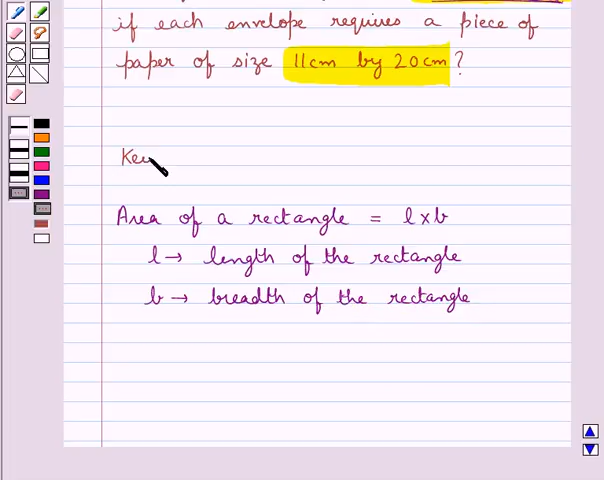 if each envelope requires a piece of
paper of size 11cm by 20cm?
Key
Area of a rectangle = l x b
l → length of the rectangle
b → breadth of the rectangle